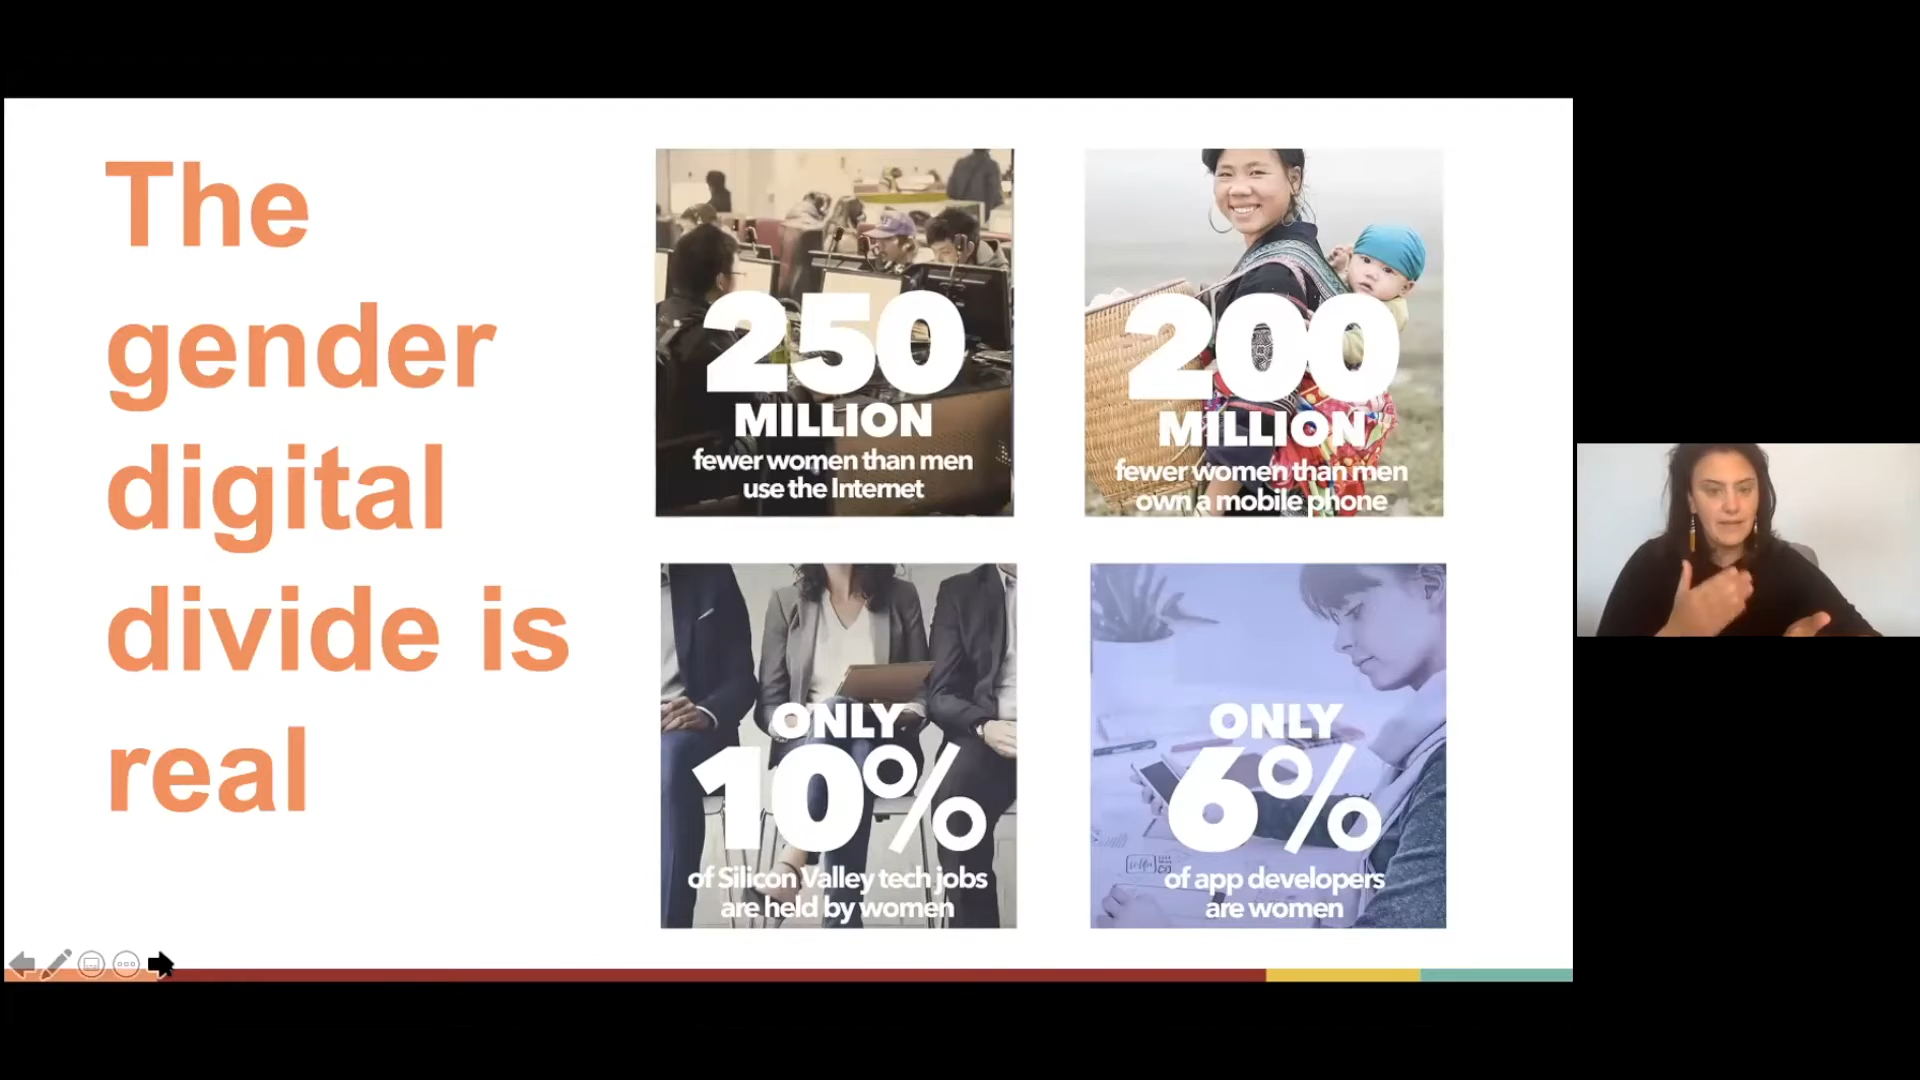 The
gender
digital
divide is
real
250
MILLION
fewer women than men
use the Internet
200
MILLION
fewer women than men
own a mobile phone
ONLY
10%
of Silicon Valley tech jobs
are held by women
ONLY
6%
of app developers
are women